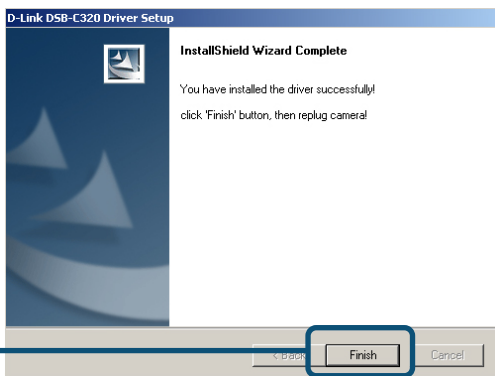 D-Link DSB-C320 Driver Setup
InstallShield Wizard Complete
You have installed the driver successfully!
click 'Finish' button, then replug camera!
< Back Finish Cancel